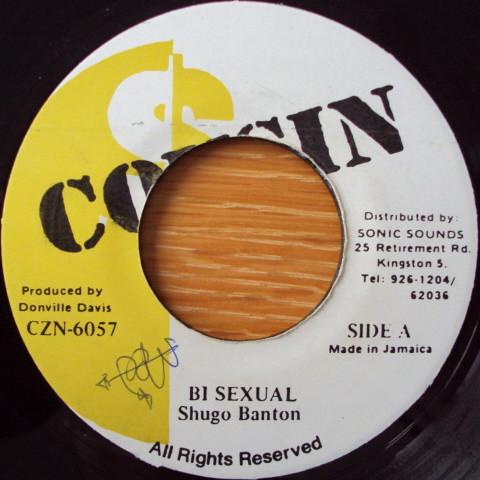 $
COUSIN
Distributed by:
SONIC SOUNDS
25 Retirement Rd.
Kingston 5.
Tel: 926-1204/
62036
Produced by
Donville Davis
CZN-6057
SIDE A
Made in Jamaica
BI SEXUAL
Shugo Banton
All Rights Reserved